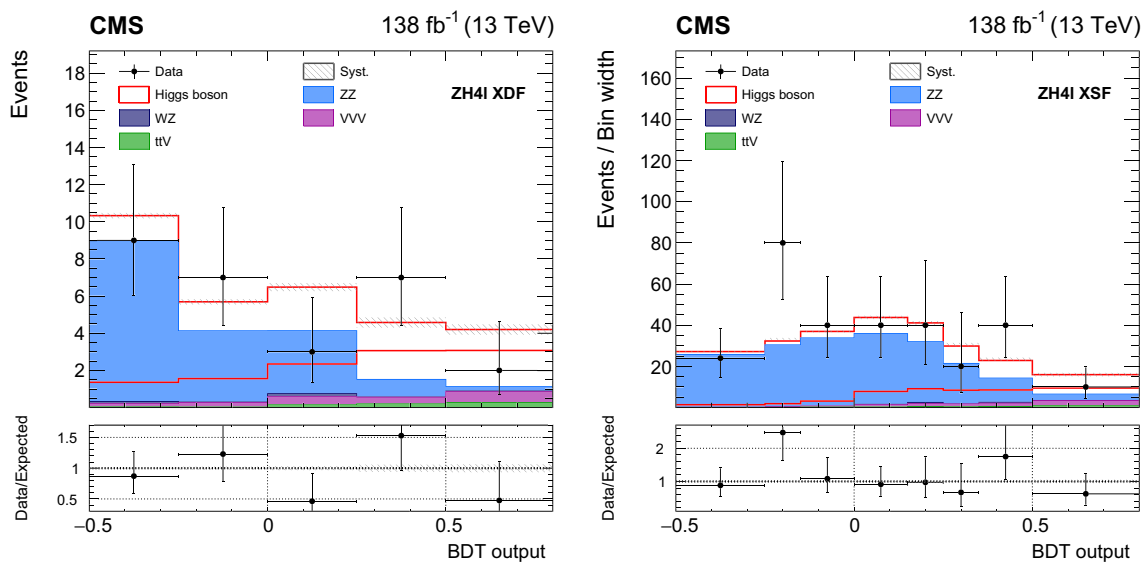 CMS 138 fb⁻¹ (13 TeV)
Events
18
16
14
12
10
8
6
4
2
Data
Syst.
Higgs boson
ZZ
ZH4l XDF
WZ
VVV
ttV
Data/Expected
1.5
1
0.5
−0.5 0 0.5
BDT output
CMS 138 fb⁻¹ (13 TeV)
Events / Bin width
160
140
120
100
80
60
40
20
Data
Syst.
Higgs boson
ZZ
ZH4l XSF
WZ
VVV
ttV
Data/Expected
2
1
−0.5 0 0.5
BDT output